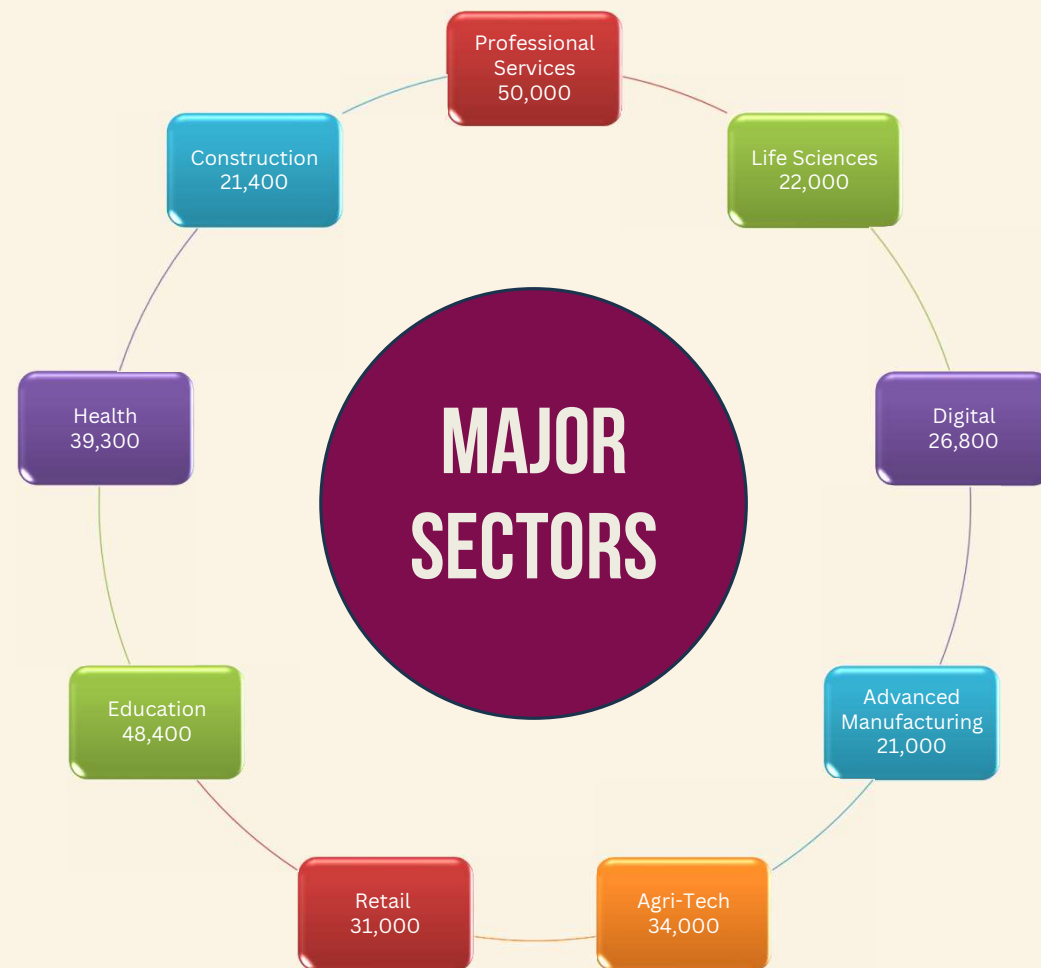 Professional
Services
50,000
Life Sciences
22,000
Digital
26,800
Advanced
Manufacturing
21,000
Agri-Tech
34,000
Retail
31,000
Education
48,400
Health
39,300
Construction
21,400
MAJOR
SECTORS